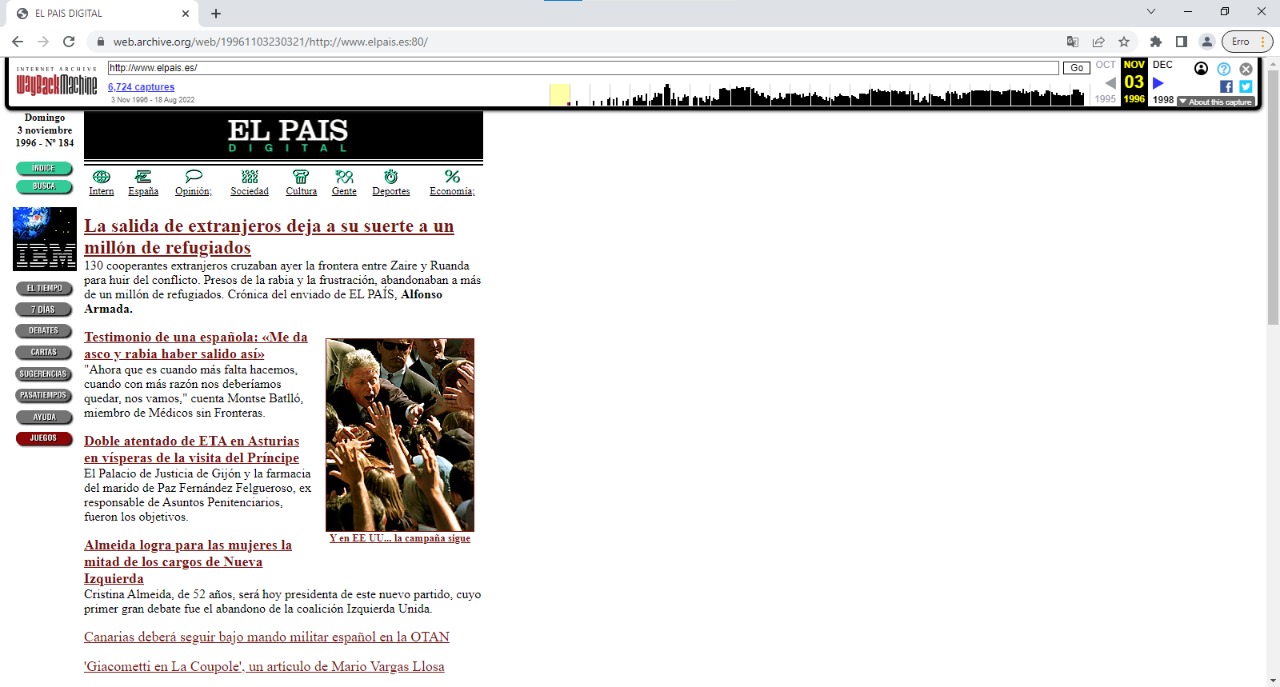 EL PAIS DIGITAL
web.archive.org/web/19961103230321/http://www.elpais.es:80/
Erro
INTERNET ARCHIVE
WayBackMachine
http://www.elpais.es/
Go
OCT
NOV
DEC
6,724 captures
03
3 Nov 1996 - 18 Aug 2022
1995
1996
1998
About this capture
Domingo
3 noviembre
1996 - Nº 184
EL PAIS
DIGITAL
INDICE
BUSCA
Intern
España
Opinión;
Sociedad
Cultura
Gente
Deportes
Economía;
IBM
EL TIEMPO
7 DÍAS
DEBATES
CARTAS
SUGERENCIAS
PASATIEMPOS
AYUDA
JUEGOS
La salida de extranjeros deja a su suerte a un
millón de refugiados
130 cooperantes extranjeros cruzaban ayer la frontera entre Zaire y Ruanda
para huir del conflicto. Presos de la rabia y la frustración, abandonaban a más
de un millón de refugiados. Crónica del enviado de EL PAÍS, Alfonso
Armada.
Testimonio de una española: «Me da
asco y rabia haber salido así»
"Ahora que es cuando más falta hacemos,
cuando con más razón nos deberíamos
quedar, nos vamos," cuenta Montse Batlló,
miembro de Médicos sin Fronteras.
Doble atentado de ETA en Asturias
en vísperas de la visita del Príncipe
El Palacio de Justicia de Gijón y la farmacia
del marido de Paz Fernández Felgueroso, ex
responsable de Asuntos Penitenciarios,
fueron los objetivos.
Y en EE UU... la campaña sigue
Almeida logra para las mujeres la
mitad de los cargos de Nueva
Izquierda
Cristina Almeida, de 52 años, será hoy presidenta de este nuevo partido, cuyo
primer gran debate fue el abandono de la coalición Izquierda Unida.
Canarias deberá seguir bajo mando militar español en la OTAN
'Giacometti en La Coupole', un artículo de Mario Vargas Llosa